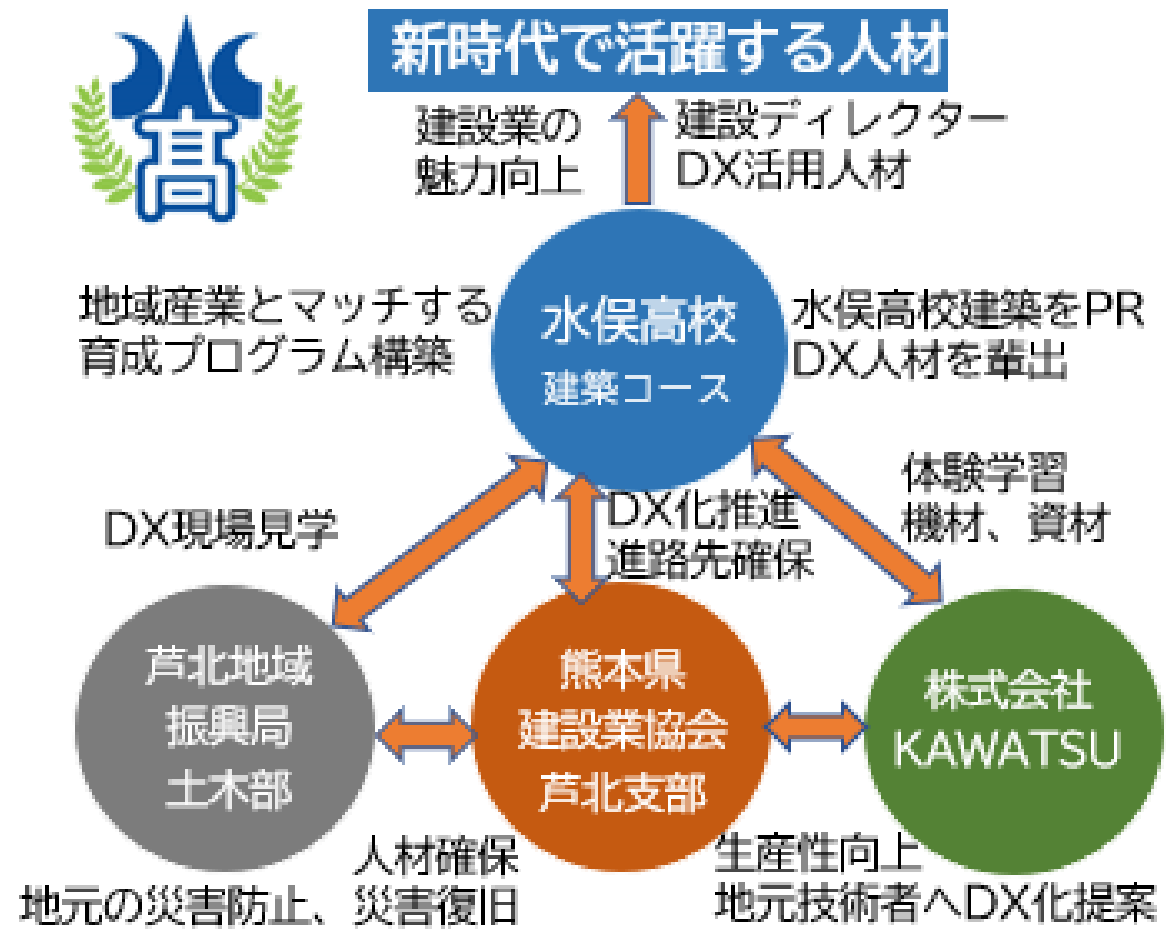 新時代で活躍する人材
高
建設業の
魅力向上
建設ディレクター
DX活用人材
地域産業とマッチする
育成プログラム構築
水俣高校
建築コース
水俣高校建築をPR
DX人材を輩出
DX現場見学
DX化推進
進路先確保
体験学習
機材、資材
芦北地域
振興局
土木部
熊本県
建設業協会
芦北支部
株式会社
KAWATSU
人材確保
地元の災害防止、災害復旧
生産性向上
地元技術者へDX化提案